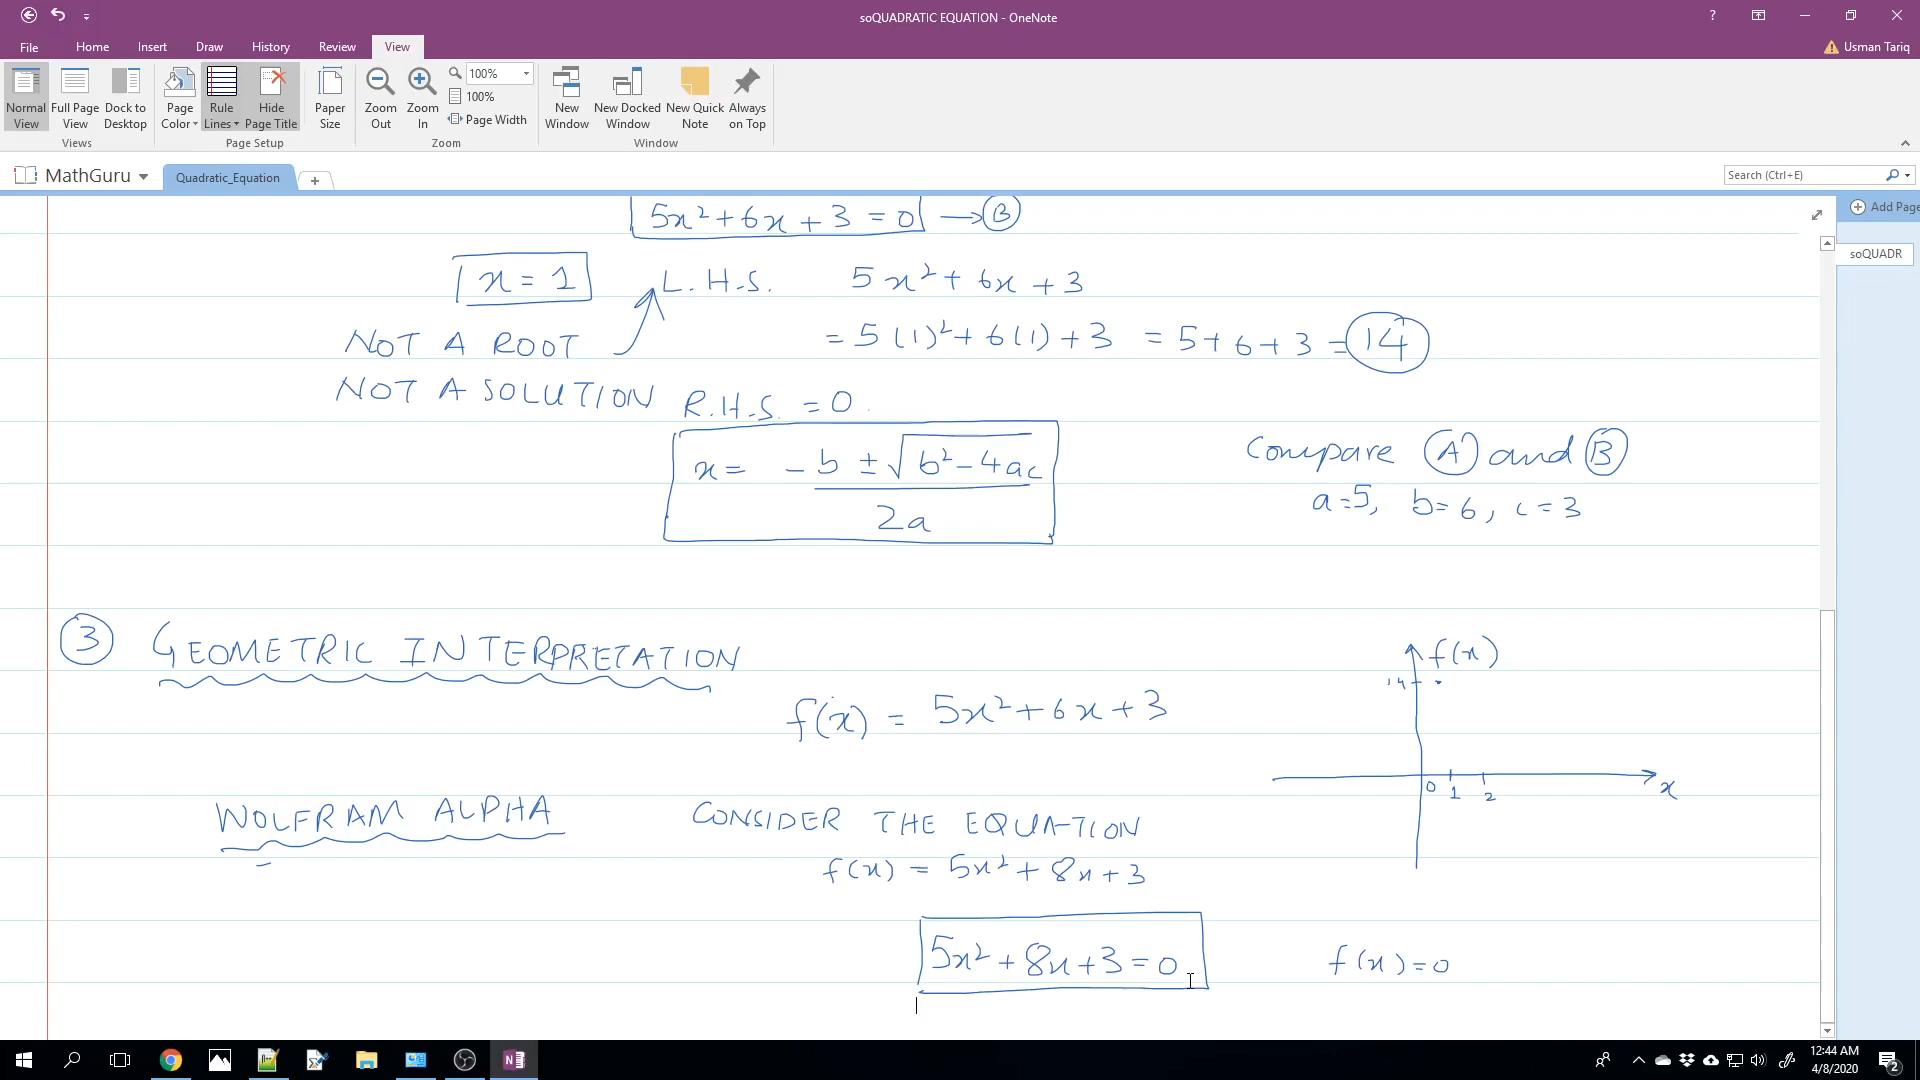 soQUADRATIC EQUATION - OneNote
File Home Insert Draw History Review View
Usman Tariq
Normal View
Full Page View
Dock to Desktop
Page Color
Rule Lines
Hide Page Title
Paper Size
Zoom Out
Zoom In
100%
100%
Page Width
New Window
New Docked Window
New Quick Note
Always on Top
Views
Page Setup
Zoom
Window
MathGuru
Quadratic_Equation
Search (Ctrl+E)
Add Page
soQUADR
5x²+6x+3=0 → B
x = 1
L.H.S. 5x²+6x+3
NOT A ROOT
= 5(1)²+6(1)+3 = 5+6+3 = 14
NOT A SOLUTION
R.H.S. = 0
x = -b ± √b²-4ac
2a
Compare A and B
a=5, b=6, c=3
3 GEOMETRIC INTERPRETATION
f(x)
14
f(x) = 5x²+6x+3
0 1 2 x
WOLFRAM ALPHA
CONSIDER THE EQUATION
f(x) = 5x²+8x+3
5x²+8x+3=0
f(x)=0
12:44 AM
4/8/2020
2